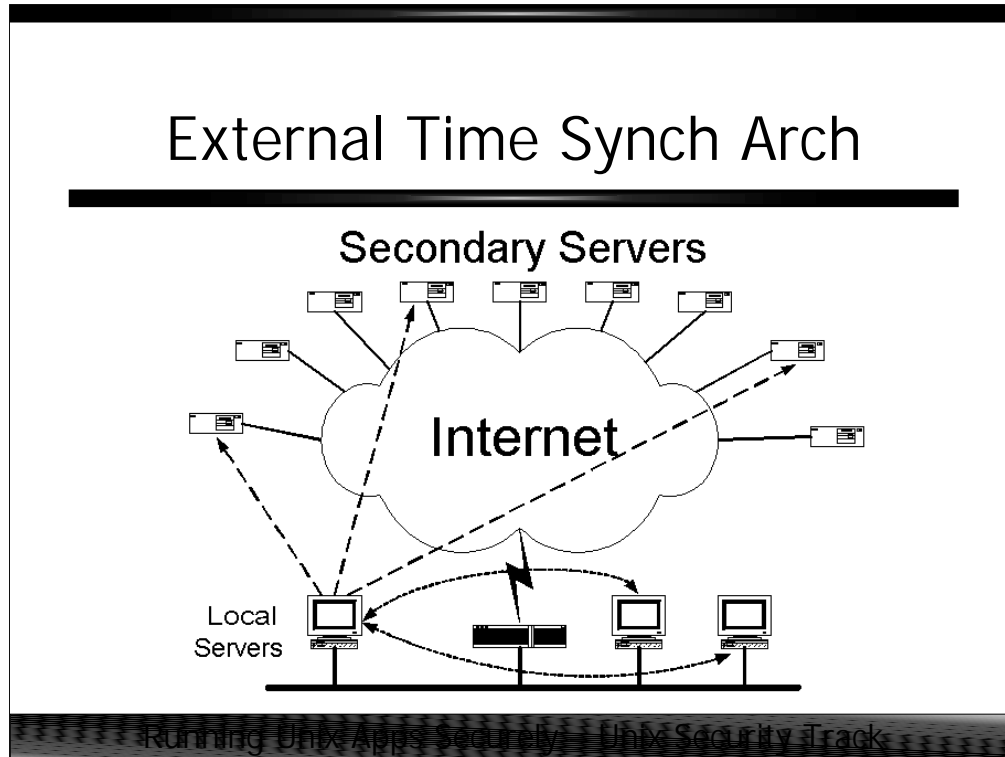 External Time Synch Arch
Secondary Servers
Internet
Local
Servers
Running Unix Apps Securely - Unix Security Track